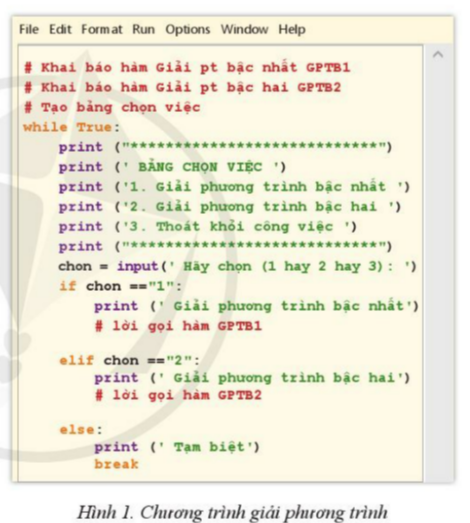 File Edit Format Run Options Window Help
# Khai báo hàm Giải pt bậc nhất GPTB1
# Khai báo hàm Giải pt bậc hai GPTB2
# Tạo bảng chọn việc
while True:
    print ("****************************")
    print (' BẢNG CHỌN VIỆC ')
    print ('1. Giải phương trình bậc nhất ')
    print ('2. Giải phương trình bậc hai ')
    print ('3. Thoát khỏi công việc ')
    print ("****************************")
    chon = input(' Hãy chọn (1 hay 2 hay 3): ')
    if chon =="1":
        print (' Giải phương trình bậc nhất')
        # lời gọi hàm GPTB1
    elif chon =="2":
        print (' Giải phương trình bậc hai')
        # lời gọi hàm GPTB2
    else:
        print (' Tạm biệt')
        break
Hình 1. Chương trình giải phương trình